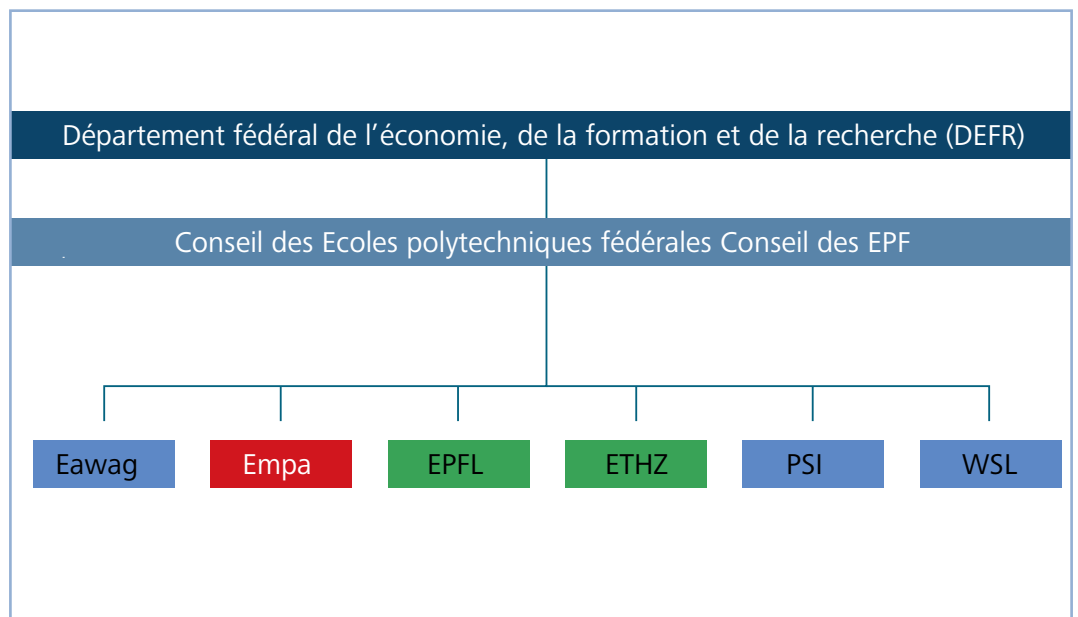 Département fédéral de l’économie, de la formation et de la recherche (DEFR)
Conseil des Ecoles polytechniques fédérales Conseil des EPF
Eawag
Empa
EPFL
ETHZ
PSI
WSL